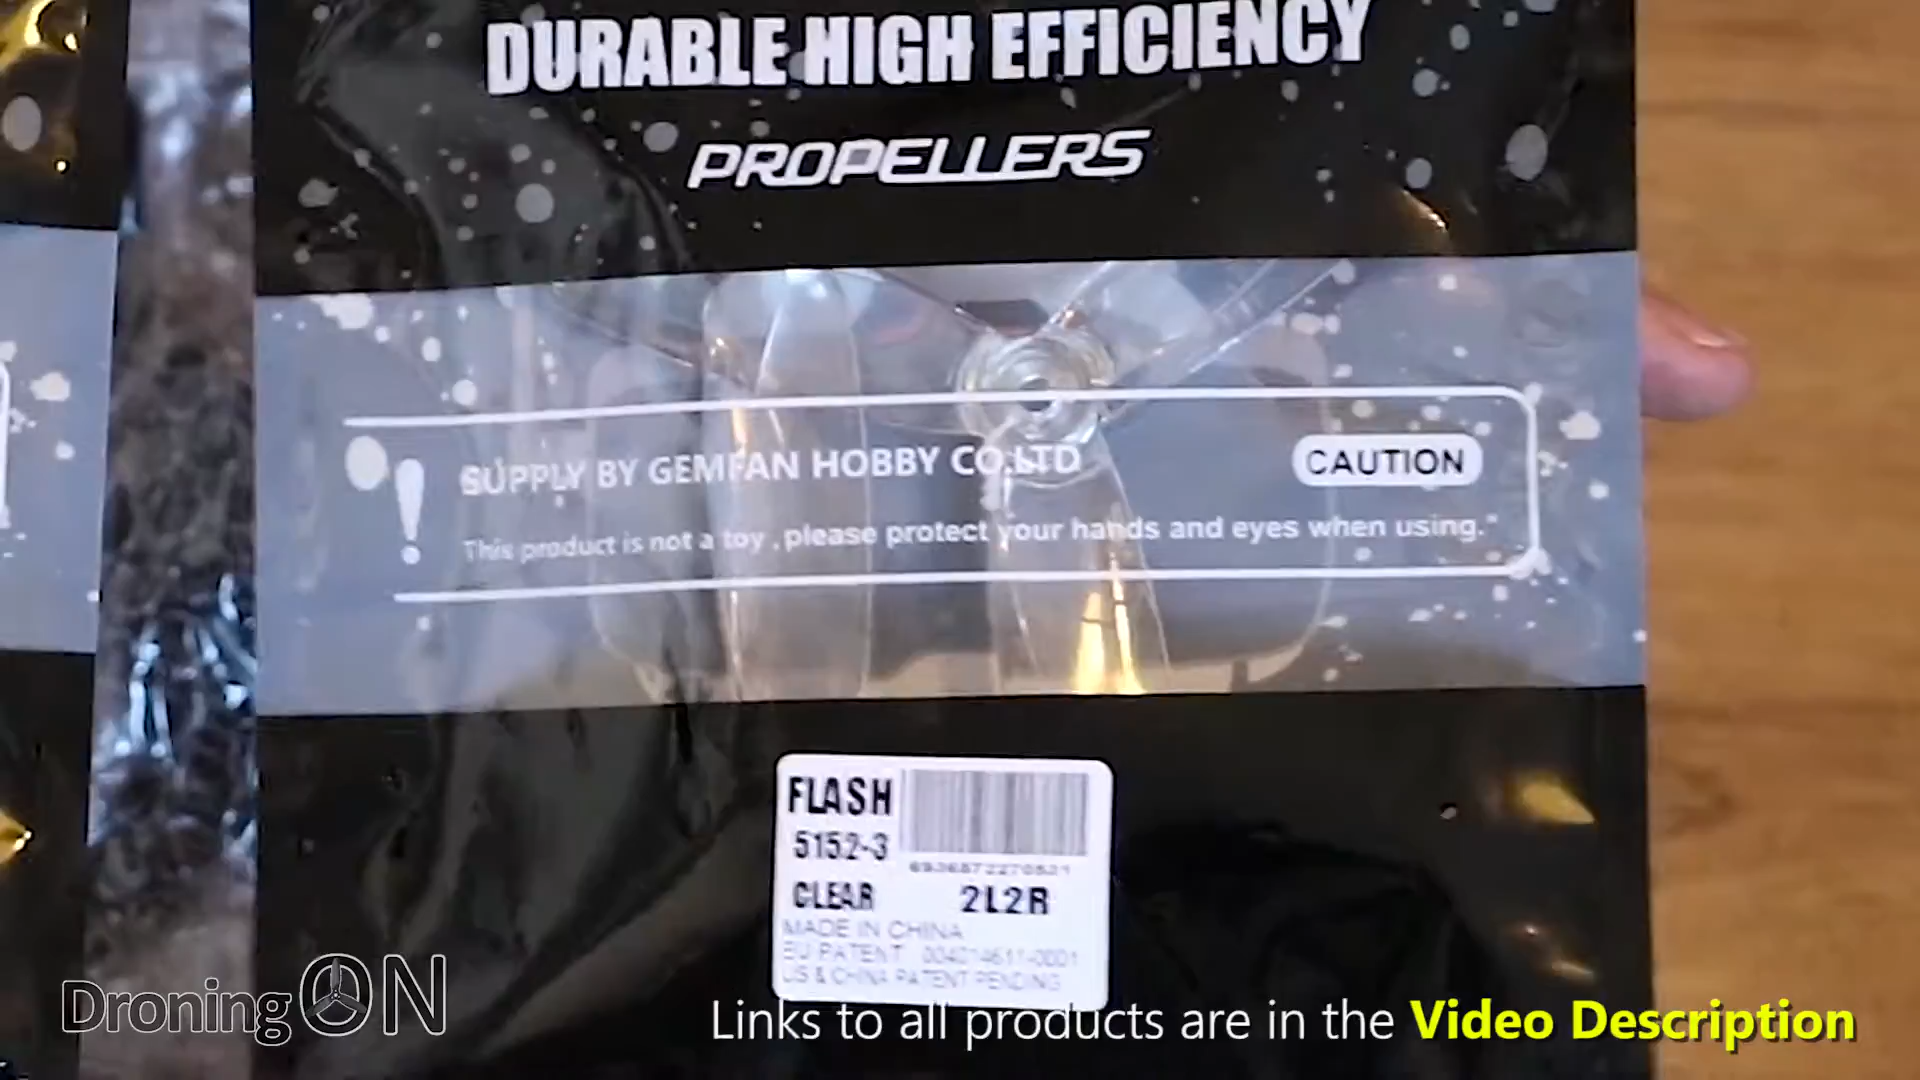 DURABLE HIGH EFFICIENCY
PROPELLERS
SUPPLY BY GEMFAN HOBBY CO.LTD
CAUTION
!
This product is not a toy , please protect your hands and eyes when using."
FLASH
5152-3
CLEAR 2L2R
MADE IN CHINA
EU PATENT 004014611-0001
US & CHINA PATENT PENDING
DroningON
Links to all products are in the Video Description